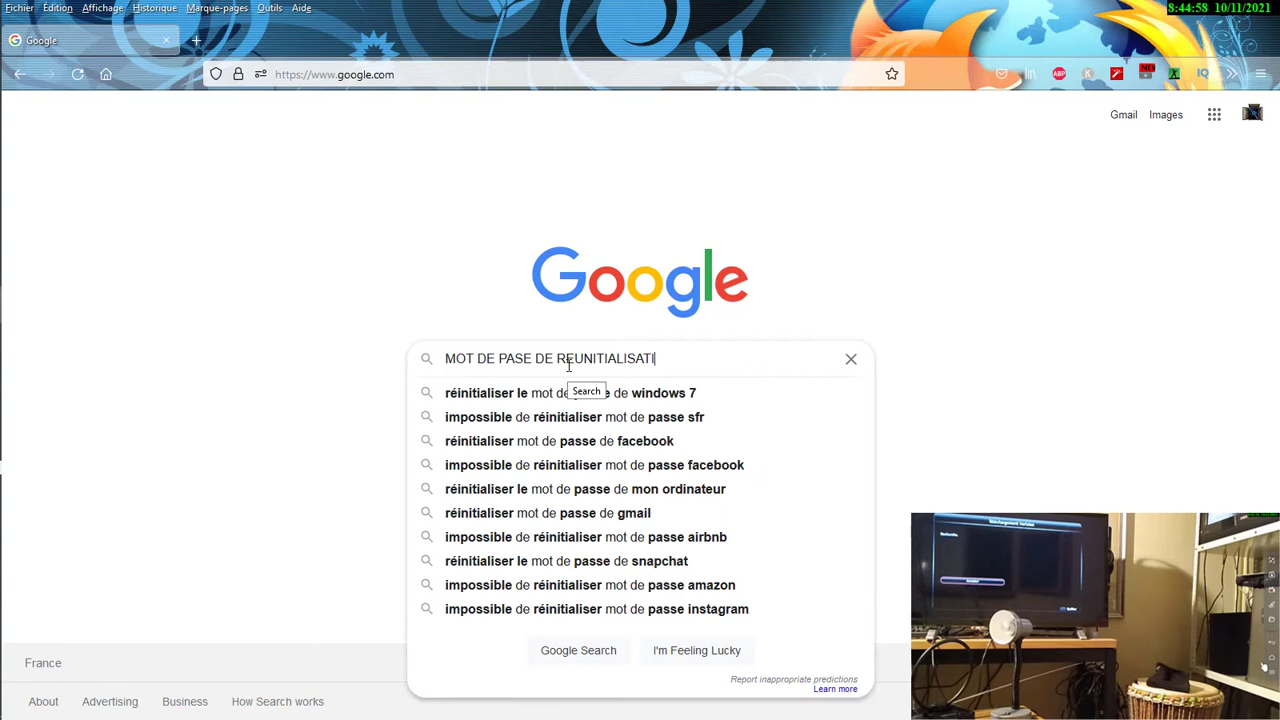 Fichier Édition Affichage Historique Marque-pages Outils Aide
8:44:58 10/11/2021
Google
https://www.google.com
ABP
IQ
Gmail Images
Google
MOT DE PASE DE REUNITIALISATI
réinitialiser le mot de passe de windows 7
Search
impossible de réinitialiser mot de passe sfr
réinitialiser mot de passe de facebook
impossible de réinitialiser mot de passe facebook
réinitialiser le mot de passe de mon ordinateur
réinitialiser mot de passe de gmail
impossible de réinitialiser mot de passe airbnb
réinitialiser le mot de passe de snapchat
impossible de réinitialiser mot de passe amazon
impossible de réinitialiser mot de passe instagram
Google Search I'm Feeling Lucky
Report inappropriate predictions
Learn more
France
About Advertising Business How Search works